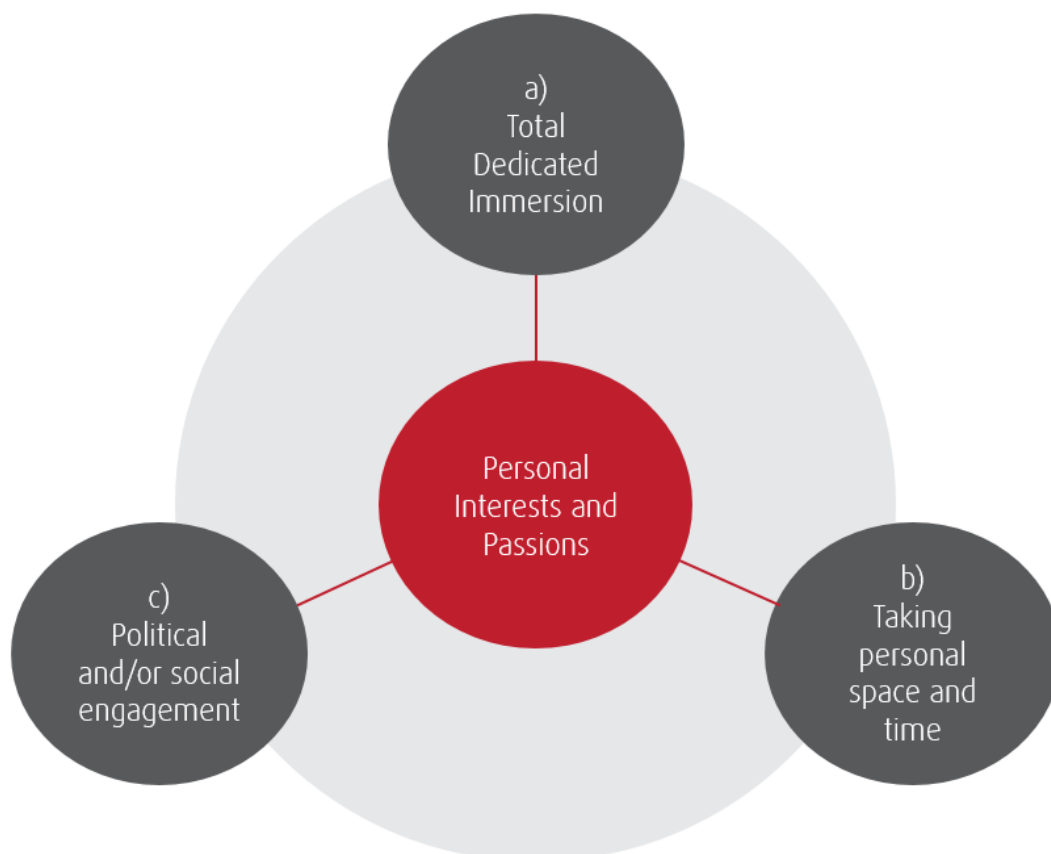 a)
Total
Dedicated
Immersion
Personal
Interests and
Passions
c)
Political
and/or social
engagement
b)
Taking
personal
space and
time